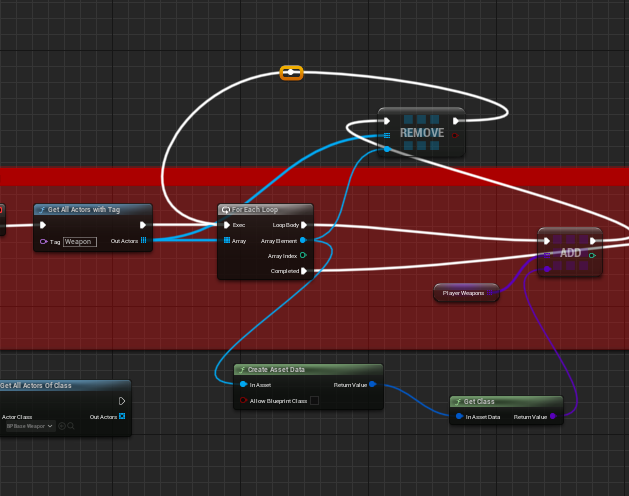 REMOVE
Get All Actors with Tag
For Each Loop
Exec
Loop Body
Tag
Weapon
Out Actors
Array
Array Element
Array Index
Completed
ADD
Player Weapons
Create Asset Data
In Asset
Return Value
Allow Blueprint Class
Get All Actors Of Class
Actor Class
Out Actors
BP Base Weapor
Get Class
In Asset Data
Return Value